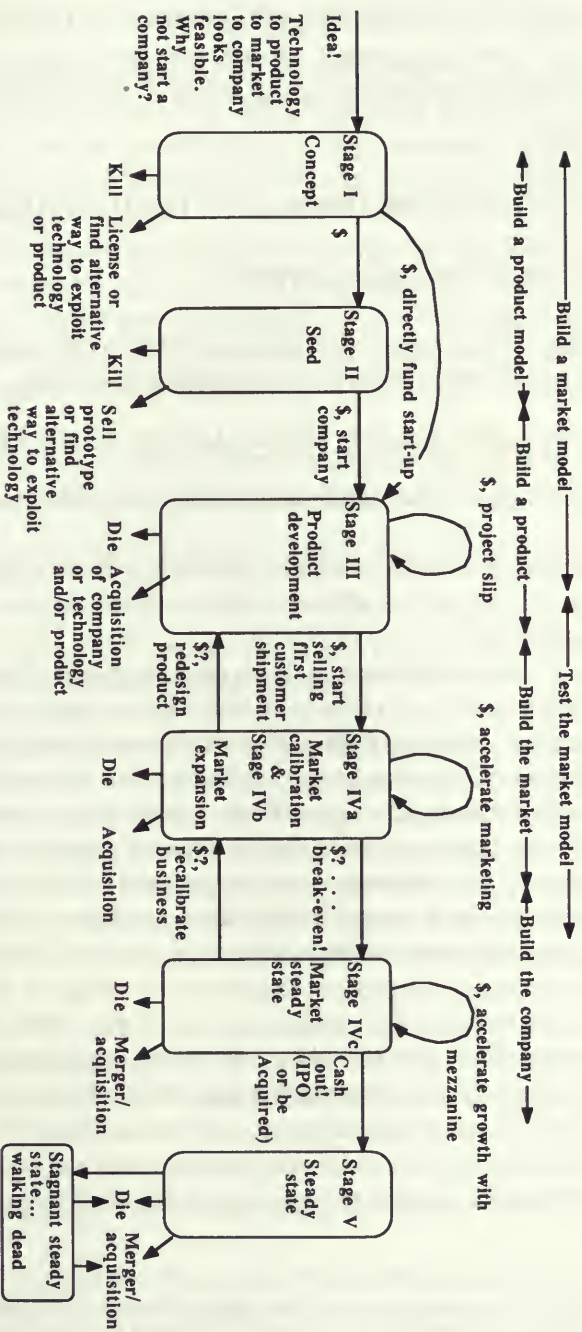 Build a market model
Test the market model
Build a product model
Build a product
Build the market
Build the company
$, directly fund start-up
$, project slip
$, accelerate marketing
$, accelerate growth with
mezzanine
Idea!
Technology
to product
to market
to company
looks
feasible.
Why
not start a
company?
Stage I
Concept
$
Kill
License or
find alternative
way to exploit
technology
or product
Stage II
Seed
$, start
company
Kill
Sell
prototype
or find
alternative
way to exploit
technology
Stage III
Product
development
$, start
selling
first
customer
shipment
$?,
redesign
product
Die
Acquisition
of company
or technology
and/or product
Stage IVa
Market
calibration
&
Stage IVb
Market
expansion
$? . . .
break-even!
$?,
recalibrate
business
Die
Acquisition
Stage IVc
Market
steady
state
Cash
out!
(IPO
or be
Acquired)
Die
Merger/
acquisition
Stage V
Steady
state
Die
Merger/
acquisition
Stagnant steady
state...
walking dead